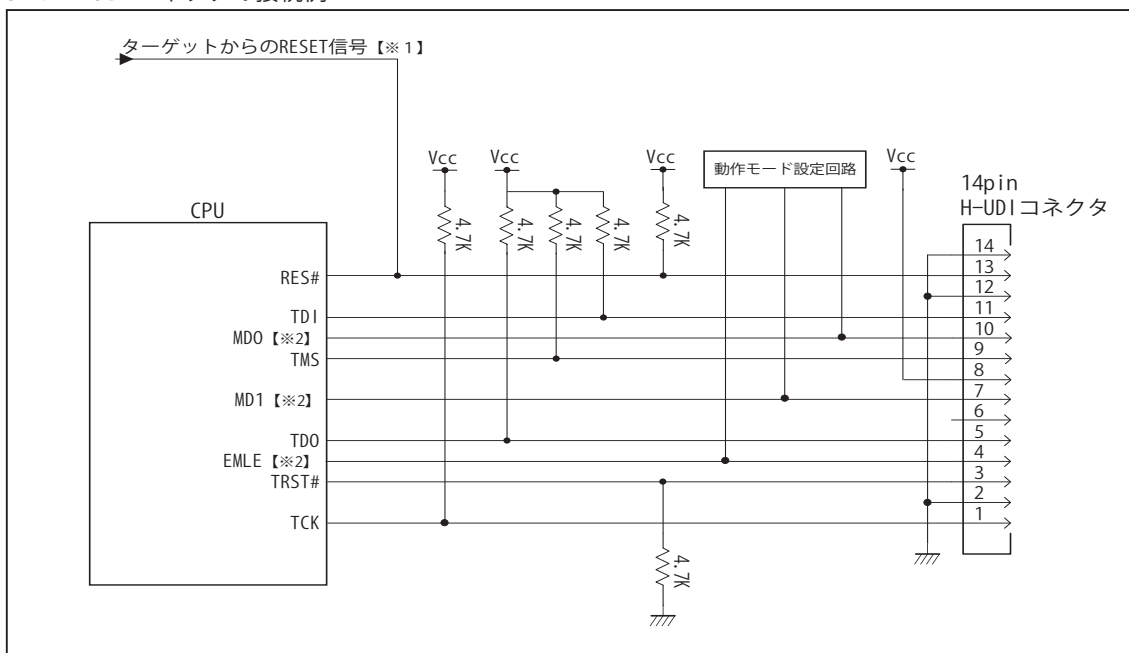 ターゲットからのRESET信号【※1】
Vcc
Vcc
Vcc
動作モード設定回路
Vcc
14pin
H-UDIコネクタ
CPU
4.7K
4.7K
4.7K
4.7K
4.7K
RES#
TDI
MD0【※2】
TMS
MD1【※2】
TDO
EMLE【※2】
TRST#
TCK
14
13
12
11
10
9
8
7
6
5
4
3
2
1
4.7K